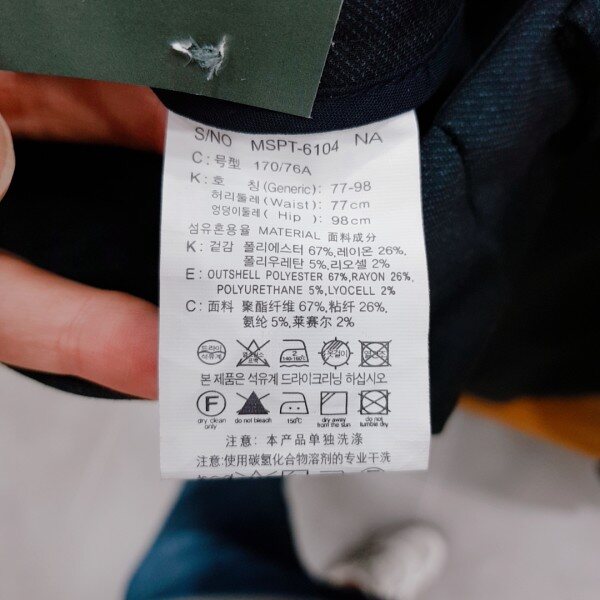 S/NO MSPT-6104 NA
C: 号型 170/76A
K: 호 칭(Generic): 77-98
허리둘레(Waist): 77cm
엉덩이둘레( Hip ): 98cm
섬유혼용율 MATERIAL 面料成分
K: 겉감 폴리에스터 67%,레이온 26%,
폴리우레탄 5%,리오셀 2%
E: OUTSHELL POLYESTER 67%,RAYON 26%,
POLYURETHANE 5%,LYOCELL 2%
C: 面料 聚酯纤维 67%,粘纤 26%,
氨纶 5%,莱赛尔 2%
드라이 석유계
본 제품은 석유계 드라이크리닝 하십시오
F 150℃
dry clean only do not bleach 150℃ dry away from the sun do not tumble dry
注意: 本产品单独洗涤
注意:使用碳氢化合物溶剂的专业干洗